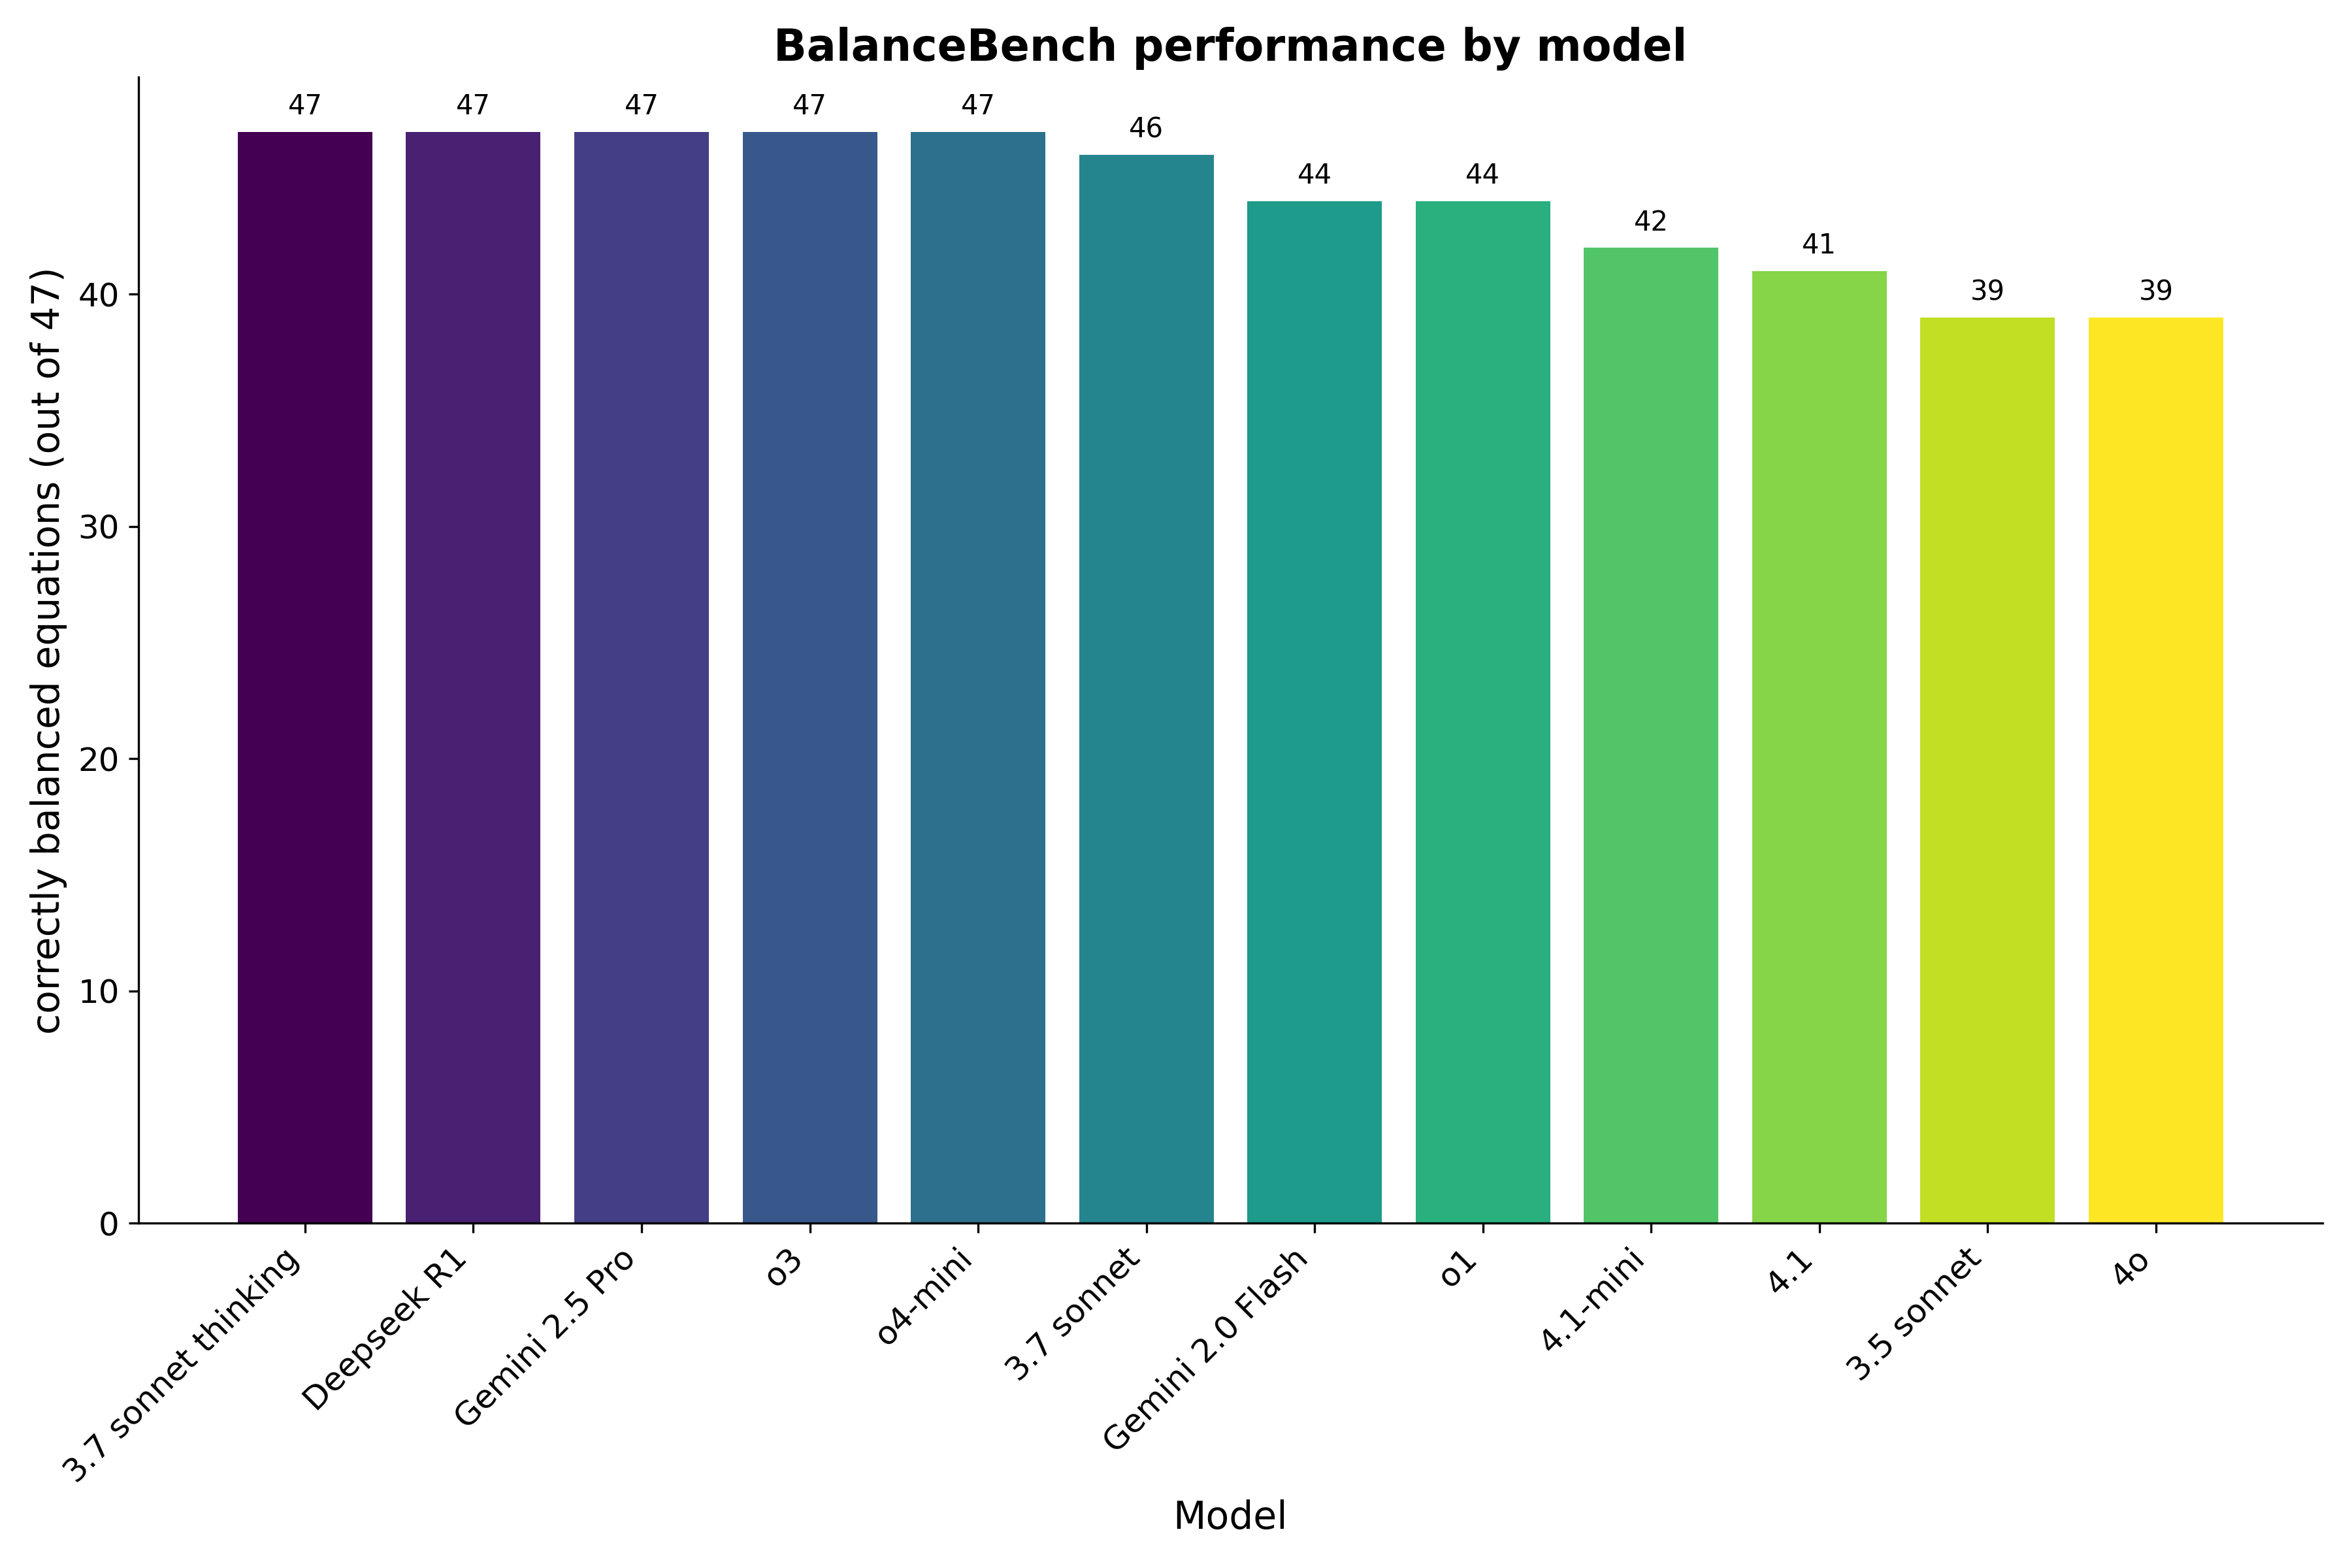 BalanceBench performance by model
correctly balanced equations (out of 47)
40
30
20
10
0
47
47
47
47
47
46
44
44
42
41
39
39
3.7 sonnet thinking
Deepseek R1
Gemini 2.5 Pro
o3
o4-mini
3.7 sonnet
Gemini 2.0 Flash
o1
4.1-mini
4.1
3.5 sonnet
4o
Model